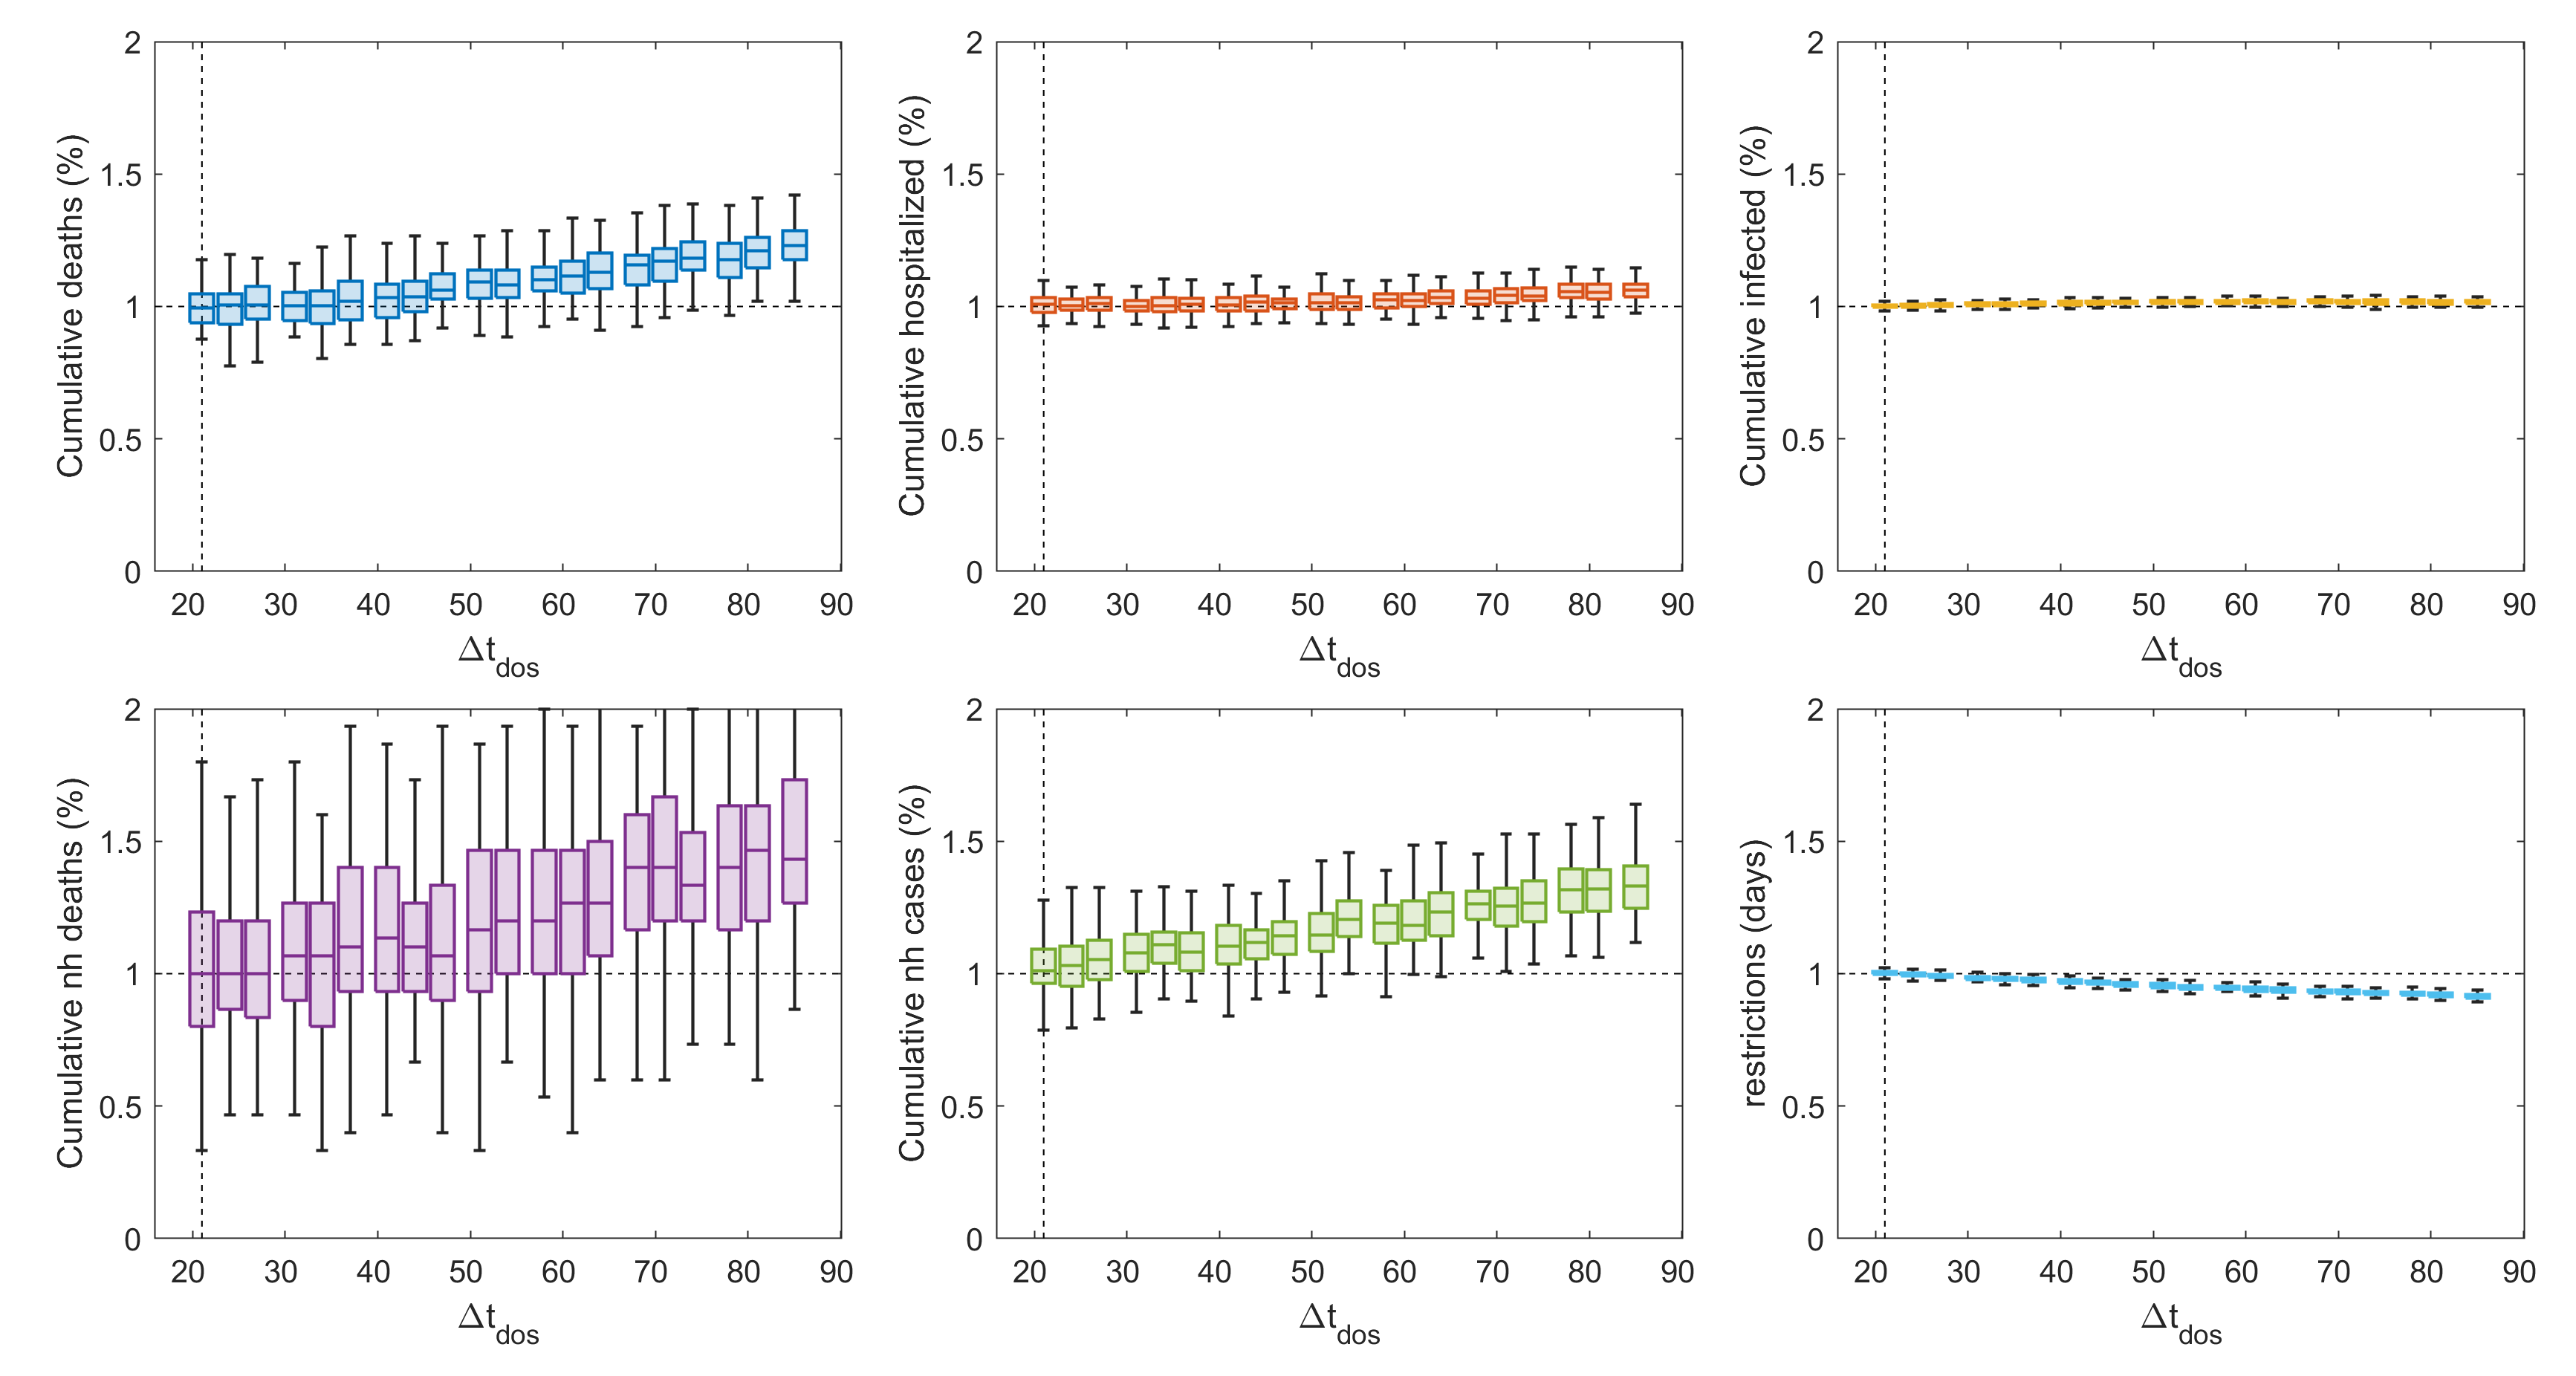 Cumulative deaths (%)
2
1.5
1
0.5
0
20 30 40 50 60 70 80 90
Δt_dos
Cumulative hospitalized (%)
2
1.5
1
0.5
0
20 30 40 50 60 70 80 90
Δt_dos
Cumulative infected (%)
2
1.5
1
0.5
0
20 30 40 50 60 70 80 90
Δt_dos
Cumulative nh deaths (%)
2
1.5
1
0.5
0
20 30 40 50 60 70 80 90
Δt_dos
Cumulative nh cases (%)
2
1.5
1
0.5
0
20 30 40 50 60 70 80 90
Δt_dos
restrictions (days)
2
1.5
1
0.5
0
20 30 40 50 60 70 80 90
Δt_dos